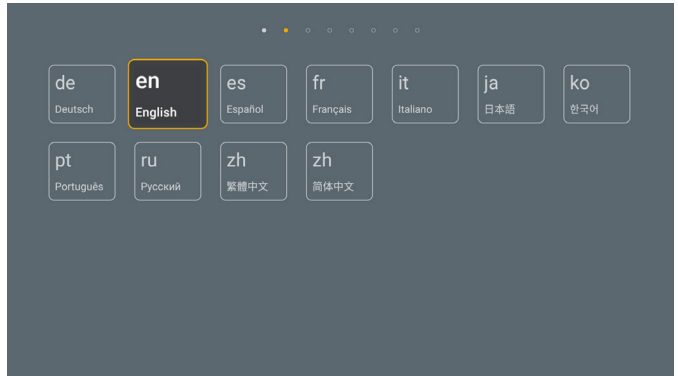 de
Deutsch
en
English
es
Español
fr
Français
it
Italiano
ja
日本語
ko
한국어
pt
Português
ru
Русский
zh
繁體中文
zh
简体中文